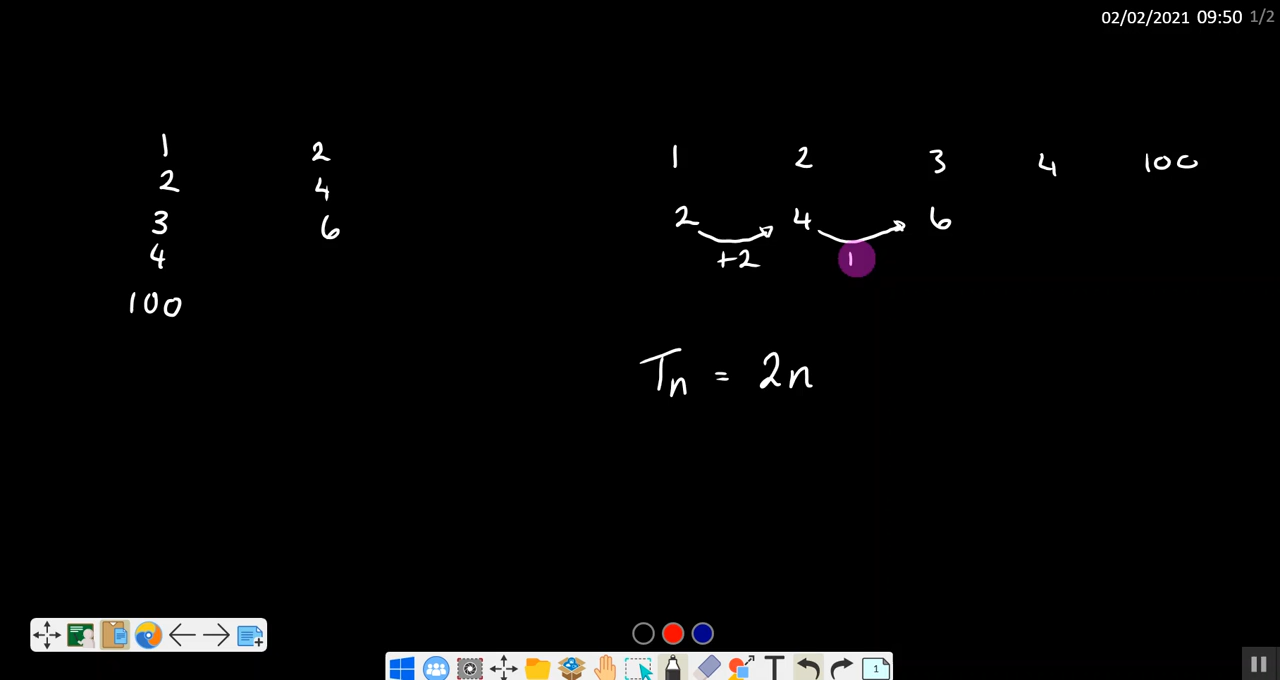 02/02/2021 09:50 1/2
1 2
2 4
3 6
4
100
1 2 3 4 100
2 4 6
+2
Tn = 2n
T 1